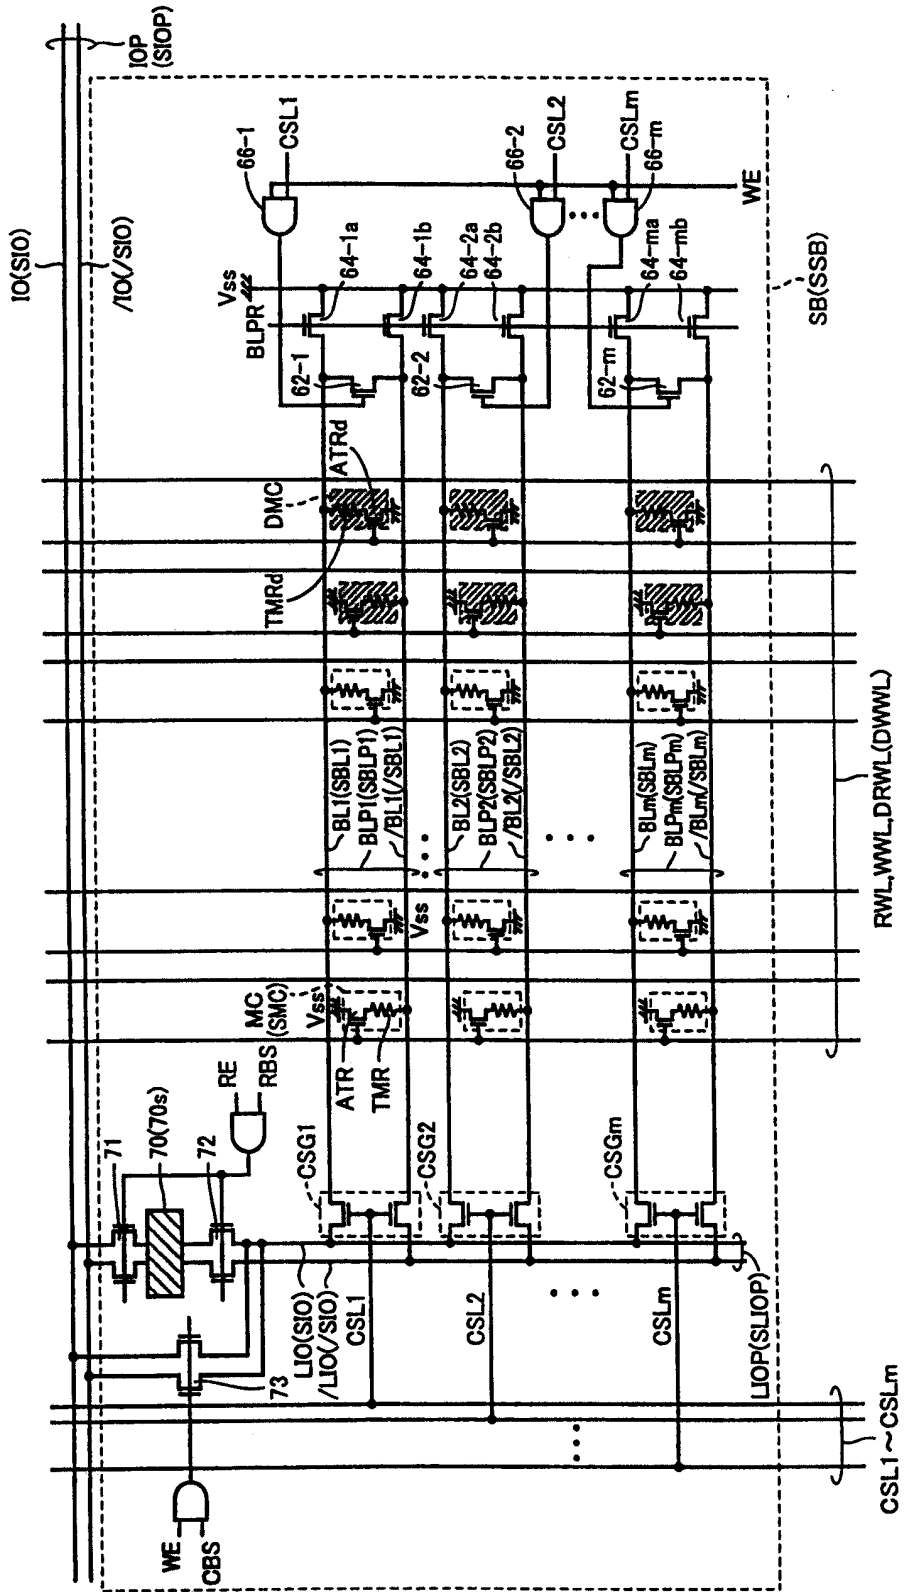 IO(SIO)
/IO(/SIO)
IOP
(SIOP)
WE
CBS
73
71
70(70s)
72
RE
RBS
LIO(SIO)
/LIO(/SIO)
CSL1
CSL2
CSLm
LIOP(SLIOP)
CSL1~CSLm
CSG1
CSG2
CSGm
MC
(SMC)
Vss
ATR
TMR
Vss
BL1(SBL1)
BLP1(SBLP1)
/BL1(/SBL1)
BL2(SBL2)
BLP2(SBLP2)
/BL2(/SBL2)
BLm(SBLm)
BLPm(SBLPm)
/BLm(/SBLm)
RWL,WWL,DRWL(DWWL)
TMRd
DMC
ATRd
62-1
62-2
62-m
BLPR
Vss
64-1a
64-1b
64-2a
64-2b
64-ma
64-mb
66-1
CSL1
66-2
CSL2
CSLm
66-m
WE
SB(SSB)